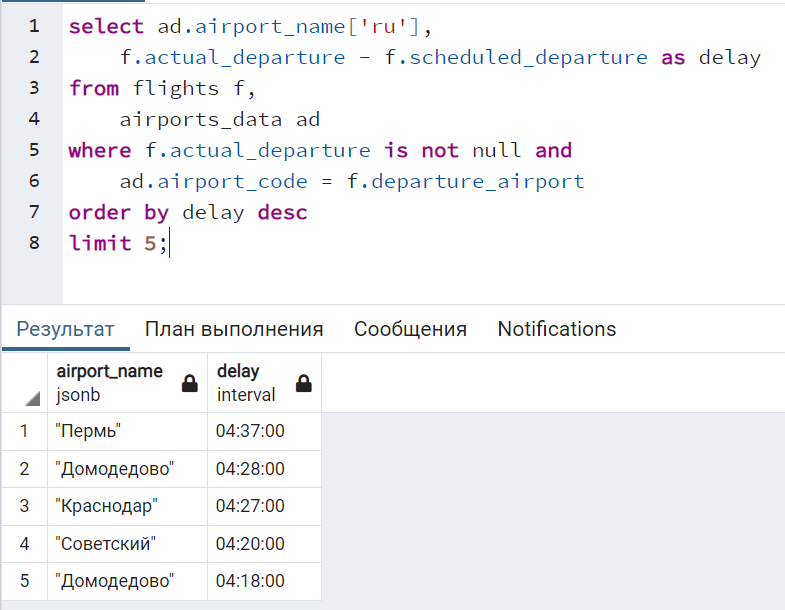 1 select ad.airport_name['ru'],
2 f.actual_departure - f.scheduled_departure as delay
3 from flights f,
4 airports_data ad
5 where f.actual_departure is not null and
6 ad.airport_code = f.departure_airport
7 order by delay desc
8 limit 5;
Результат План выполнения Сообщения Notifications
airport_name delay
jsonb interval
1 "Пермь" 04:37:00
2 "Домодедово" 04:28:00
3 "Краснодар" 04:27:00
4 "Советский" 04:20:00
5 "Домодедово" 04:18:00